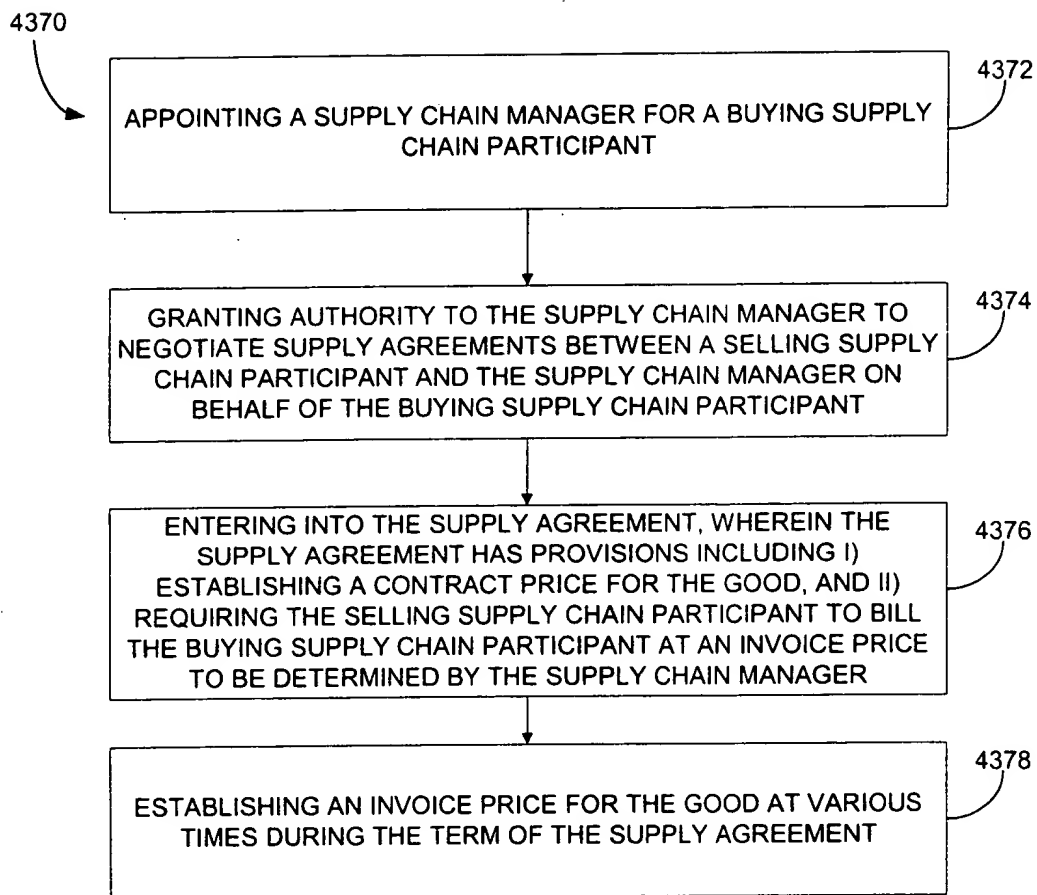 4370
4372
APPOINTING A SUPPLY CHAIN MANAGER FOR A BUYING SUPPLY
CHAIN PARTICIPANT
4374
GRANTING AUTHORITY TO THE SUPPLY CHAIN MANAGER TO
NEGOTIATE SUPPLY AGREEMENTS BETWEEN A SELLING SUPPLY
CHAIN PARTICIPANT AND THE SUPPLY CHAIN MANAGER ON
BEHALF OF THE BUYING SUPPLY CHAIN PARTICIPANT
4376
ENTERING INTO THE SUPPLY AGREEMENT, WHEREIN THE
SUPPLY AGREEMENT HAS PROVISIONS INCLUDING I)
ESTABLISHING A CONTRACT PRICE FOR THE GOOD, AND II)
REQUIRING THE SELLING SUPPLY CHAIN PARTICIPANT TO BILL
THE BUYING SUPPLY CHAIN PARTICIPANT AT AN INVOICE PRICE
TO BE DETERMINED BY THE SUPPLY CHAIN MANAGER
4378
ESTABLISHING AN INVOICE PRICE FOR THE GOOD AT VARIOUS
TIMES DURING THE TERM OF THE SUPPLY AGREEMENT